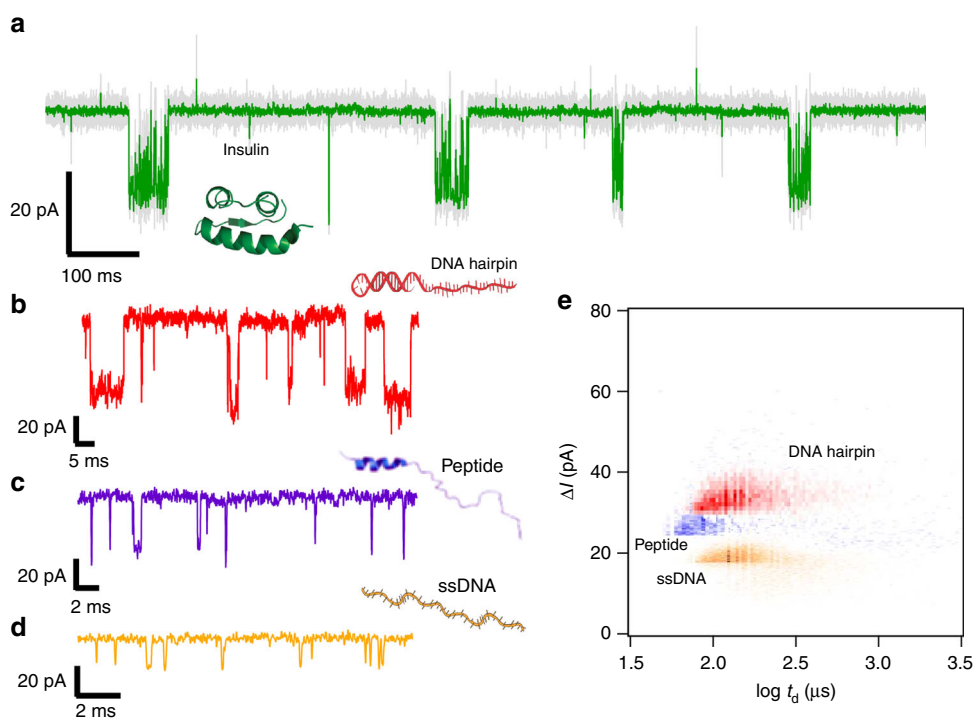 a
Insulin
20 pA
100 ms
DNA hairpin
b
20 pA
5 ms
Peptide
c
20 pA
2 ms
ssDNA
d
20 pA
2 ms
e
80
60
40
20
0
ΔI (pA)
DNA hairpin
Peptide
ssDNA
1.5 2.0 2.5 3.0 3.5
log td (μs)